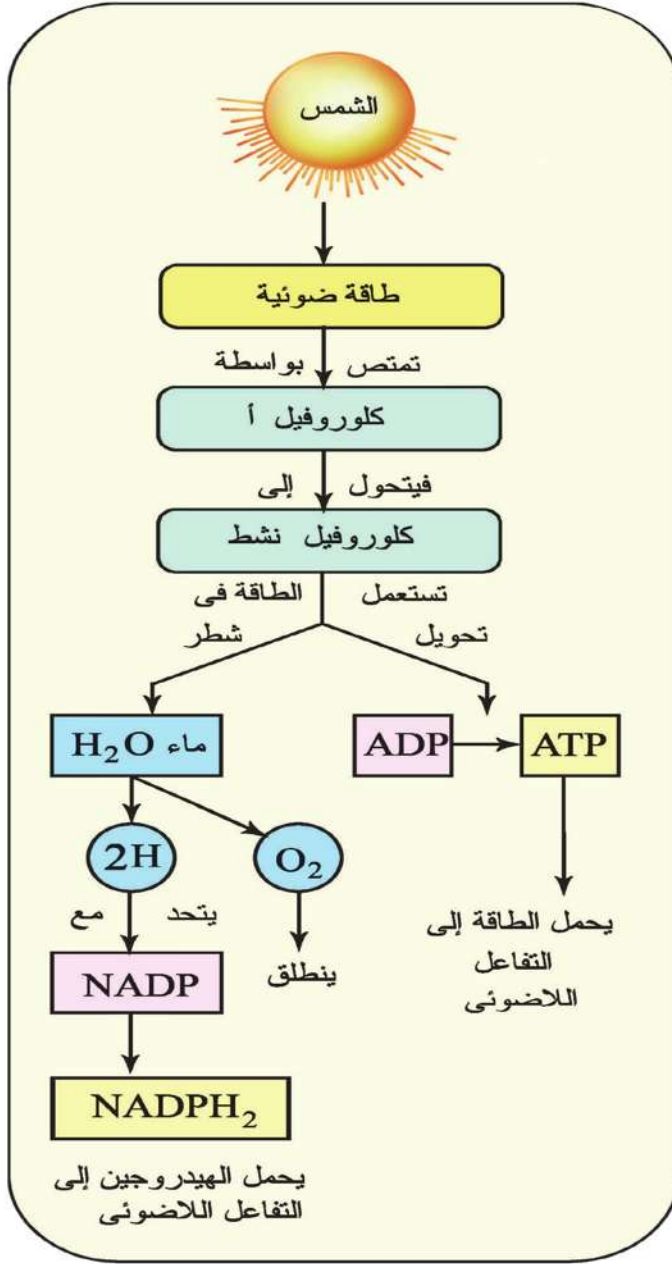 الشمس
طاقة ضوئية
تمتص بواسطة
كلوروفيل أ
فيتحول إلى
كلوروفيل نشط
تستعمل الطاقة فى
تحويل شطر
ADP ATP
ماء H₂O
2H O₂
يحمل الطاقة إلى
التفاعل
اللاضوئى
يتحد مع
ينطلق
NADP
NADPH₂
يحمل الهيدروجين إلى
التفاعل اللاضوئى